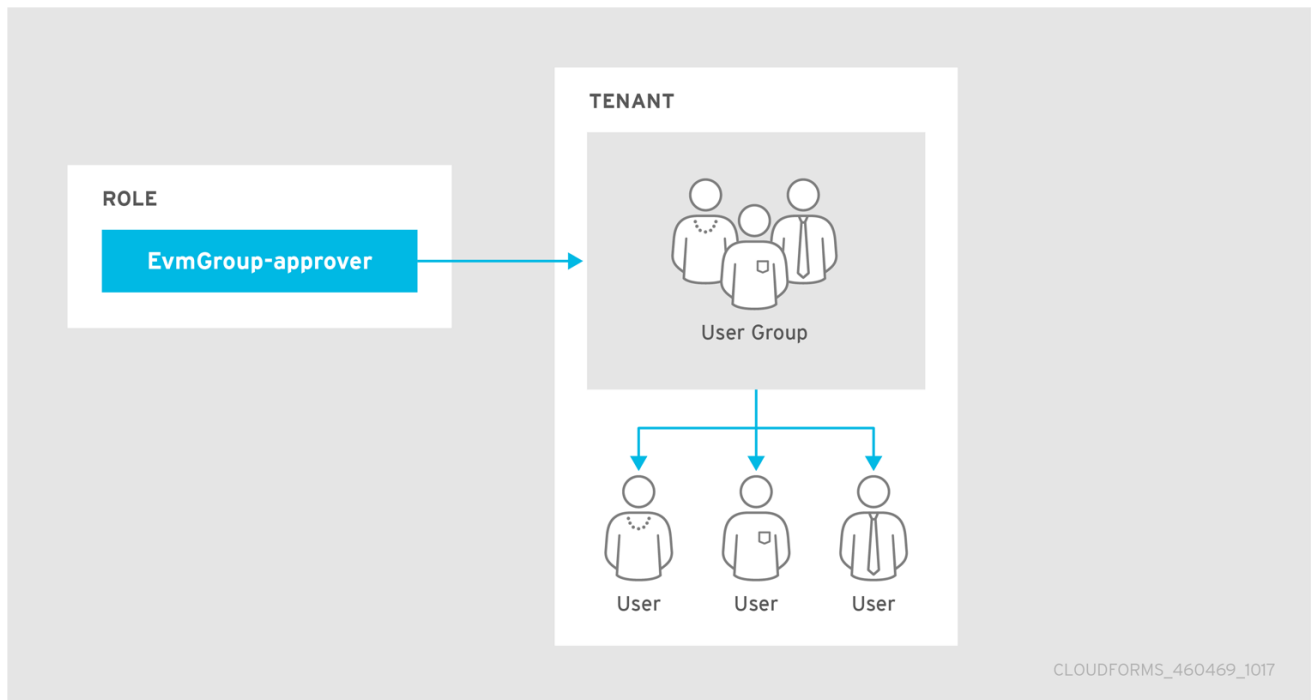 TENANT
ROLE
EvmGroup-approver
User Group
User
User
User
CLOUDFORMS_460469_1017